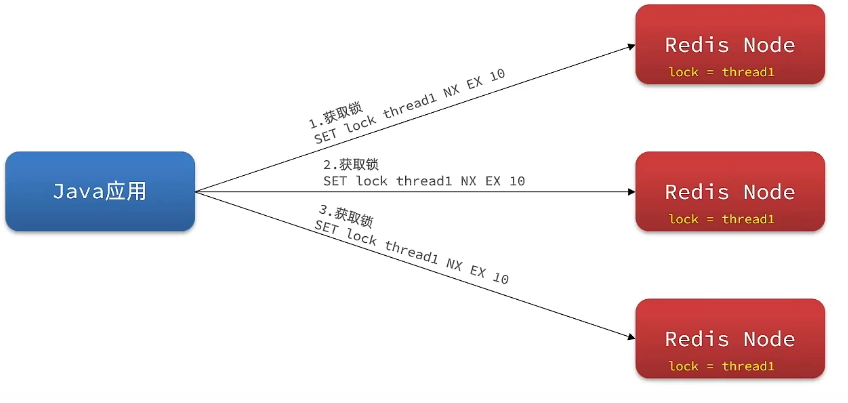 Java应用
1.获取锁
SET lock thread1 NX EX 10
2.获取锁
SET lock thread1 NX EX 10
3.获取锁
SET lock thread1 NX EX 10
Redis Node
lock = thread1
Redis Node
lock = thread1
Redis Node
lock = thread1